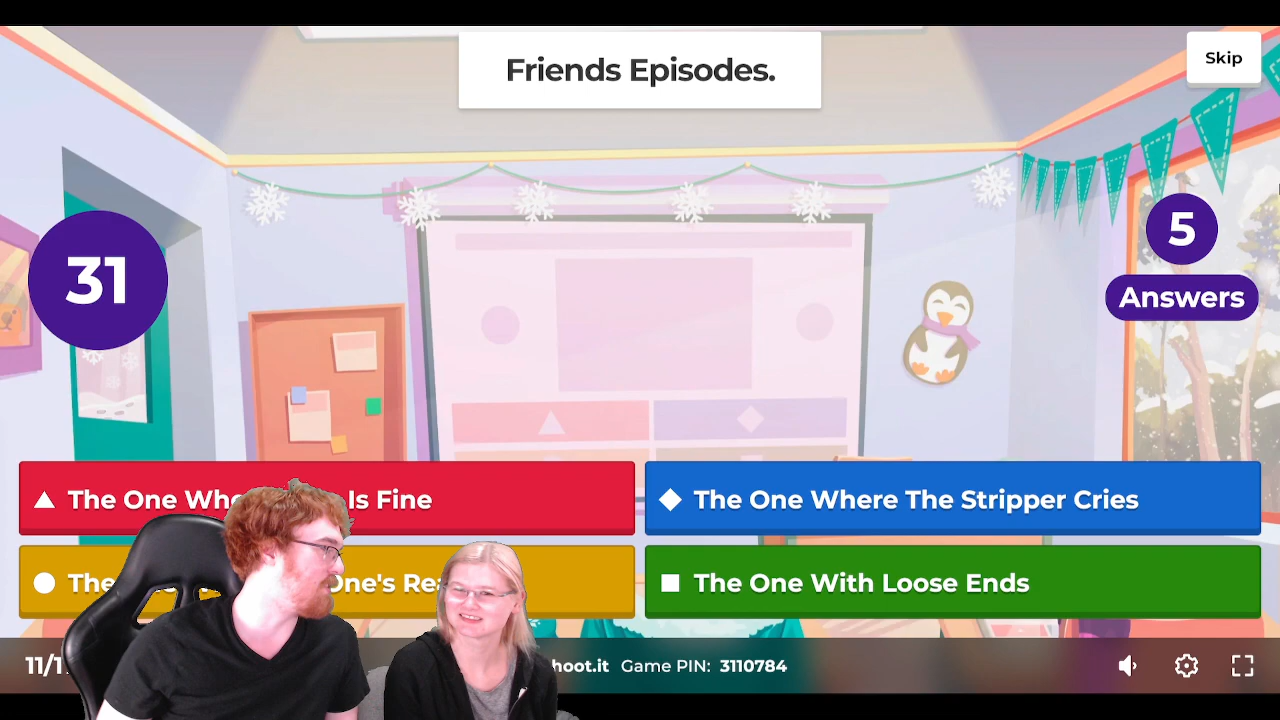 Friends Episodes.
Skip
31
5
Answers
The One Whe Is Fine
The One Where The Stripper Cries
The One's Rea
The One With Loose Ends
11/1
hoot.it Game PIN: 3110784